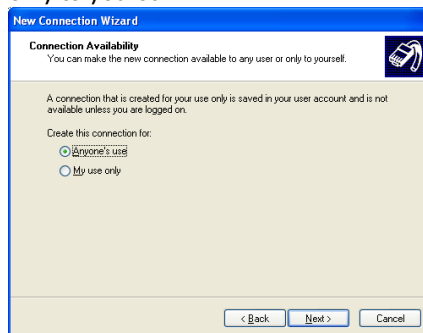 New Connection Wizard
Connection Availability
You can make the new connection available to any user or only to yourself.
A connection that is created for your use only is saved in your user account and is not
available unless you are logged on.
Create this connection for:
Anyone's use
My use only
< Back Next > Cancel